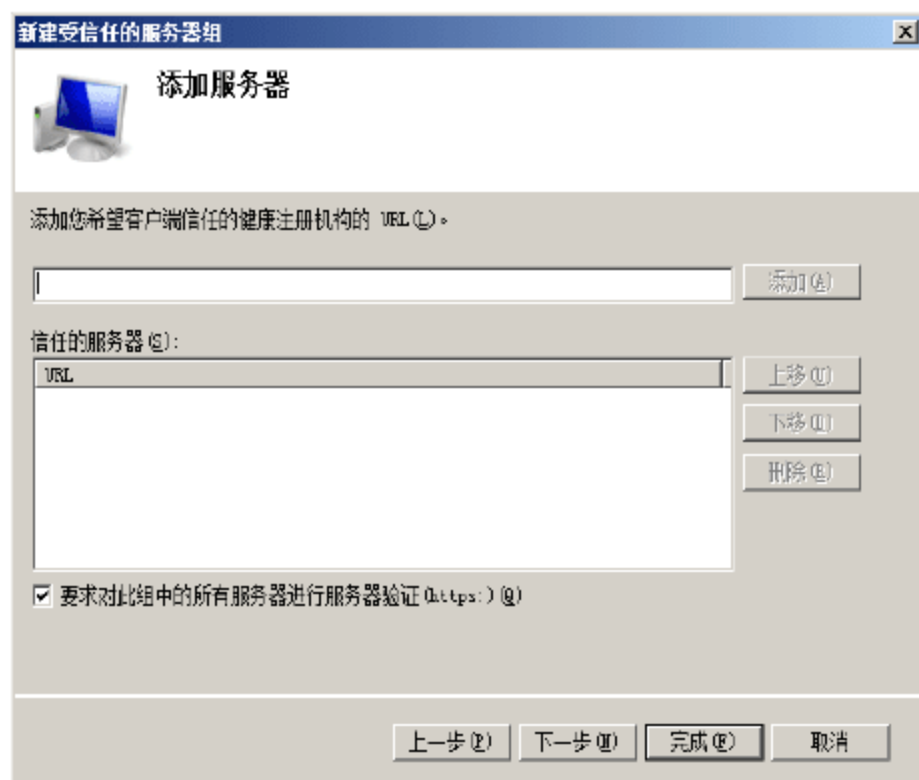 新建受信任的服务器组
添加服务器
添加您希望客户端信任的健康注册机构的 URL(L)。
添加(A)
信任的服务器(S):
URL
上移(U)
下移(D)
删除(R)
要求对此组中的所有服务器进行服务器验证(https:)(Q)
上一步(P) 下一步(N) 完成(F) 取消